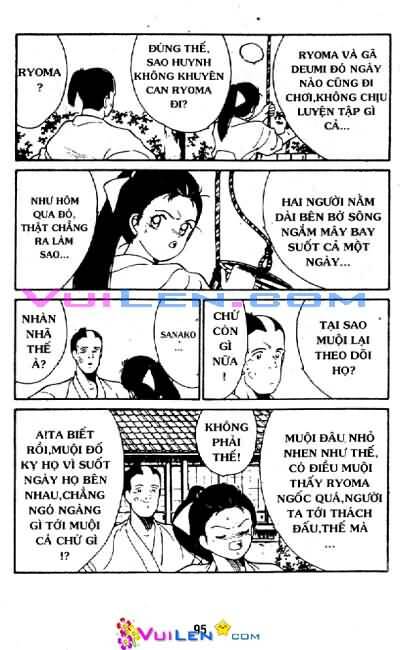 RYOMA VÀ GÃ
DEUMI ĐÓ NGÀY
NÀO CŨNG ĐI
CHƠI,KHÔNG CHỊU
LUYỆN TẬP GÌ
CẢ...
ĐÚNG THẾ,
SAO HUYNH
KHÔNG KHUYÊN
CAN RYOMA
ĐI?
RYOMA
?
HAI NGƯỜI NẰM
DÀI BÊN BỜ SÔNG
NGẮM MÂY BAY
SUỐT CẢ MỘT
NGÀY...
NHƯ HÔM
QUA ĐÓ,
THẬT CHẲNG
RA LÀM
SAO...
VUILEN.COM
TẠI SAO
MUỘI LẠI
THEO DÕI
HỌ?
CHỨ
CÒN
GÌ
NỮA
!
SANAKO
...
NHÀN
NHÃ
THẾ
À?
MUỘI ĐÂU NHỎ
NHEN NHƯ THẾ,
CÓ ĐIỀU MUỘI
THẤY RYOMA
NGỐC QUÁ,NGƯỜI
TA TỚI THÁCH
ĐẤU,THẾ MÀ
...
KHÔNG
PHẢI
THẾ!
A!TA BIẾT
RỒI,MUỘI ĐỐ
KỴ HỌ VÌ SUỐT
NGÀY HỌ BÊN
NHAU,CHẲNG
NGÓ NGÀNG
GÌ TỚI MUỘI
CẢ CHỨ GÌ
!?
95
VUILEN.COM